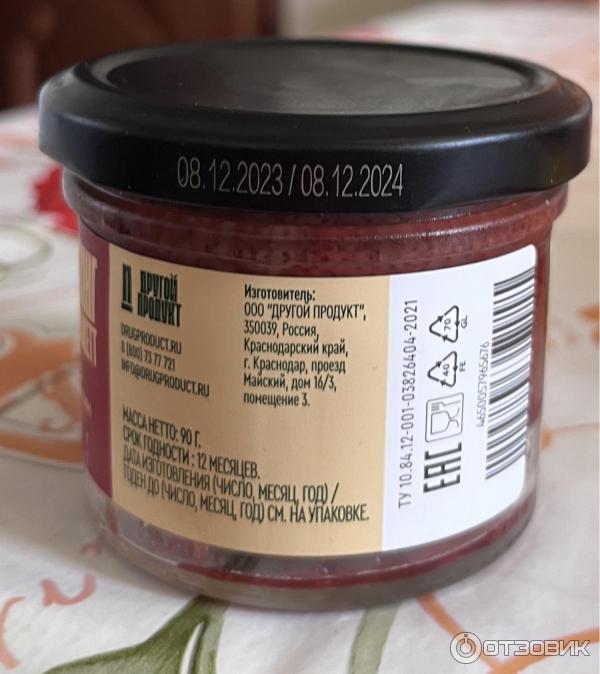 08.12.2023 / 08.12.2024
ДРУГОЙ
ПРОДУКТ
DRUGPRODUCT.RU
8 (800) 73 77 721
INFO@DRUGPRODUCT.RU
Изготовитель:
ООО "ДРУГОЙ ПРОДУКТ",
350039, Россия,
Краснодарский край,
г. Краснодар, проезд
Майский, дом 16/3,
помещение 3.
МАССА НЕТТО: 90 Г.
СРОК ГОДНОСТИ : 12 МЕСЯЦЕВ.
ДАТА ИЗГОТОВЛЕНИЯ (ЧИСЛО, МЕСЯЦ, ГОД) /
ГОДЕН ДО (ЧИСЛО, МЕСЯЦ, ГОД) СМ. НА УПАКОВКЕ.
ТУ 10.84.12-001-03826404-2021
EAC
70
GL
40
FE
4650057965676
ОТЗОВИК